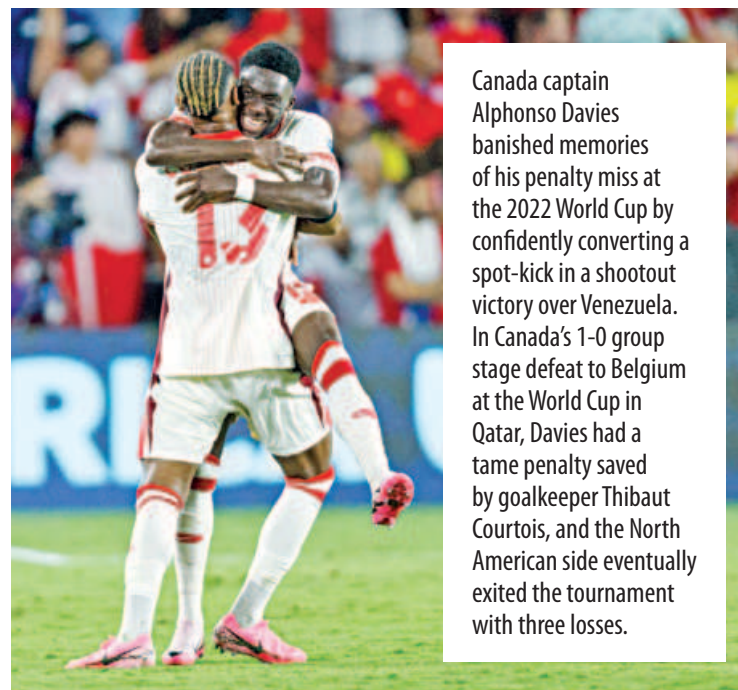 Canada captain
Alphonso Davies
banished memories
of his penalty miss at
the 2022 World Cup by
confidently converting a
spot-kick in a shootout
victory over Venezuela.
In Canada's 1-0 group
stage defeat to Belgium
at the World Cup in
Qatar, Davies had a
tame penalty saved
by goalkeeper Thibaut
Courtois, and the North
American side eventually
exited the tournament
with three losses.
13